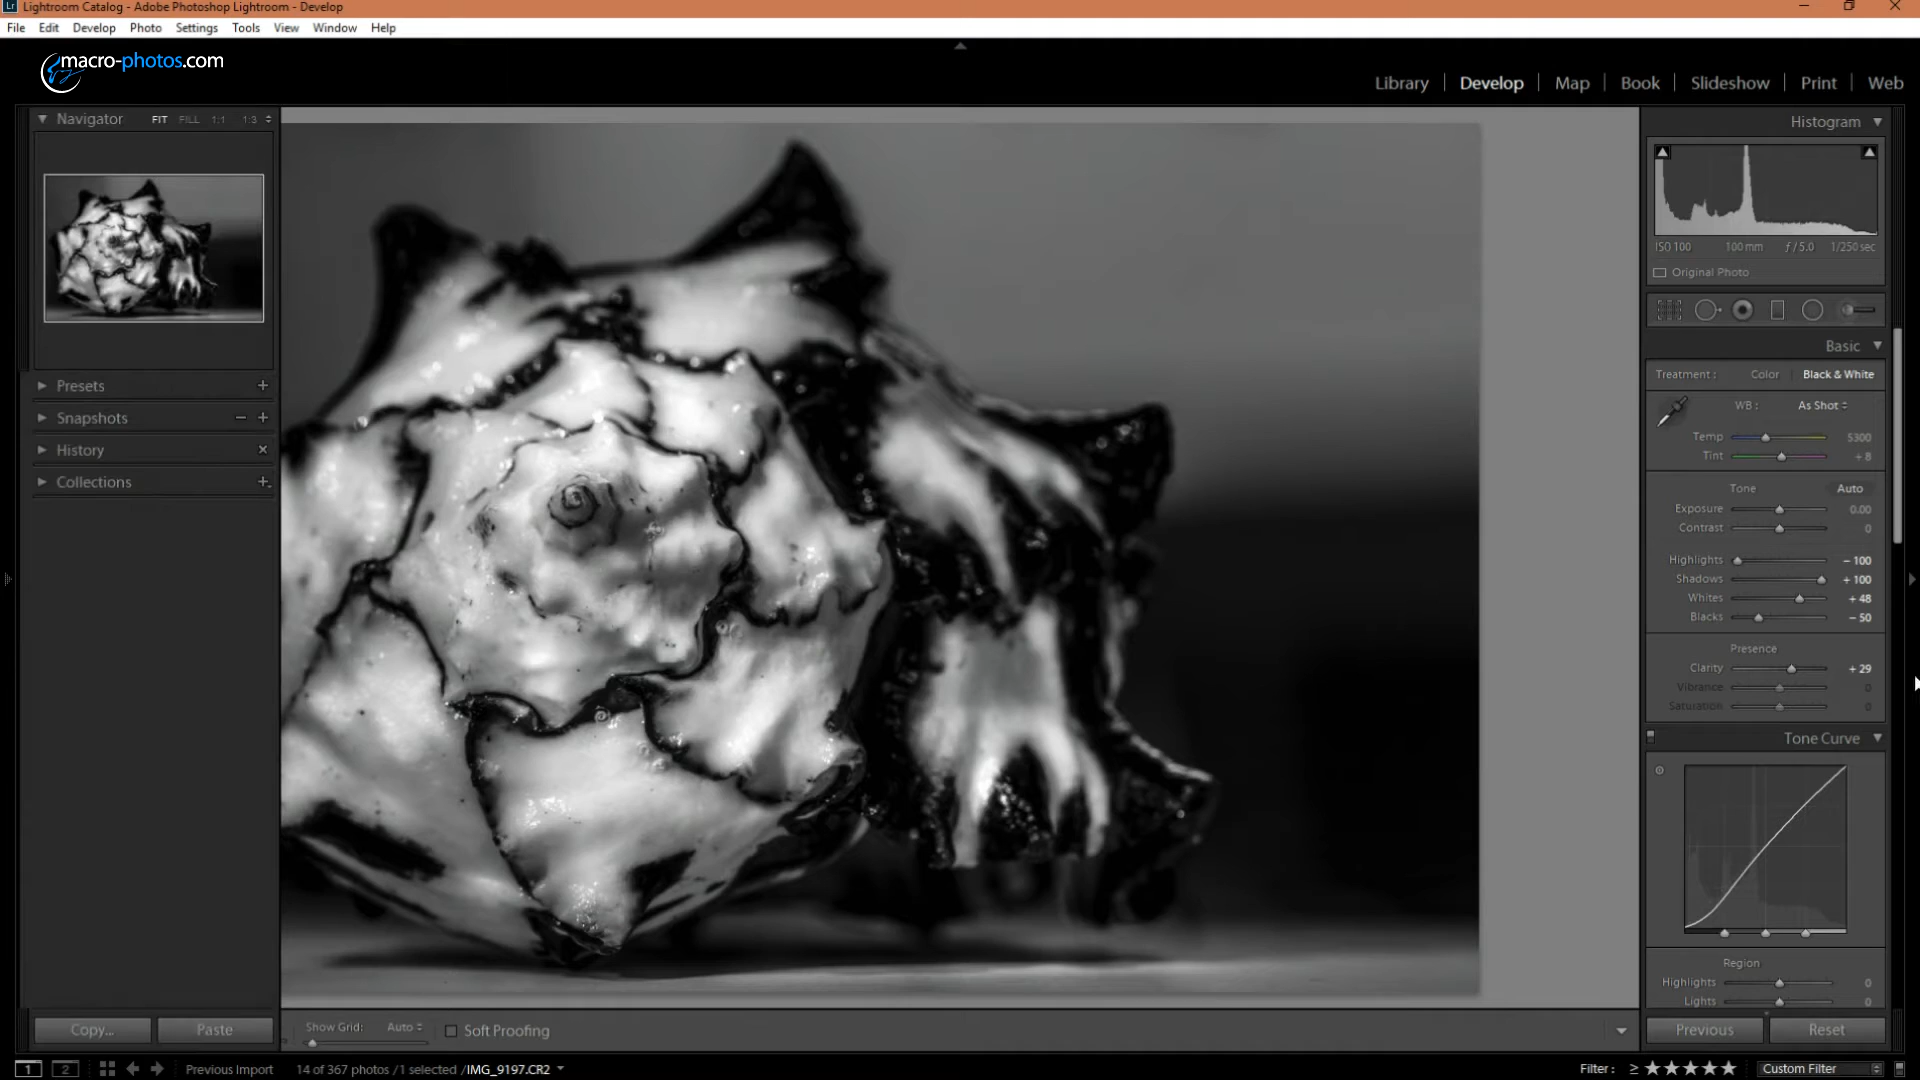 Lr Lightroom Catalog - Adobe Photoshop Lightroom - Develop
File Edit Develop Photo Settings Tools View Window Help
macro-photos.com
Library Develop Map Book Slideshow Print Web
Navigator FIT FILL 1:1 1:3
Presets
Snapshots
History
Collections
Copy... Paste
Histogram
ISO 100 100 mm ƒ / 5.0 1/250 sec
Original Photo
Basic
Treatment : Color Black & White
WB : As Shot
Temp 5300
Tint + 8
Tone Auto
Exposure 0.00
Contrast 0
Highlights - 100
Shadows + 100
Whites + 48
Blacks - 50
Presence
Clarity + 29
Vibrance 0
Saturation 0
Tone Curve
Region
Highlights 0
Lights 0
Previous Reset
Show Grid: Auto Soft Proofing
1 2 Previous Import 14 of 367 photos /1 selected /IMG_9197.CR2 Filter : ≥ ★★★★★ Custom Filter